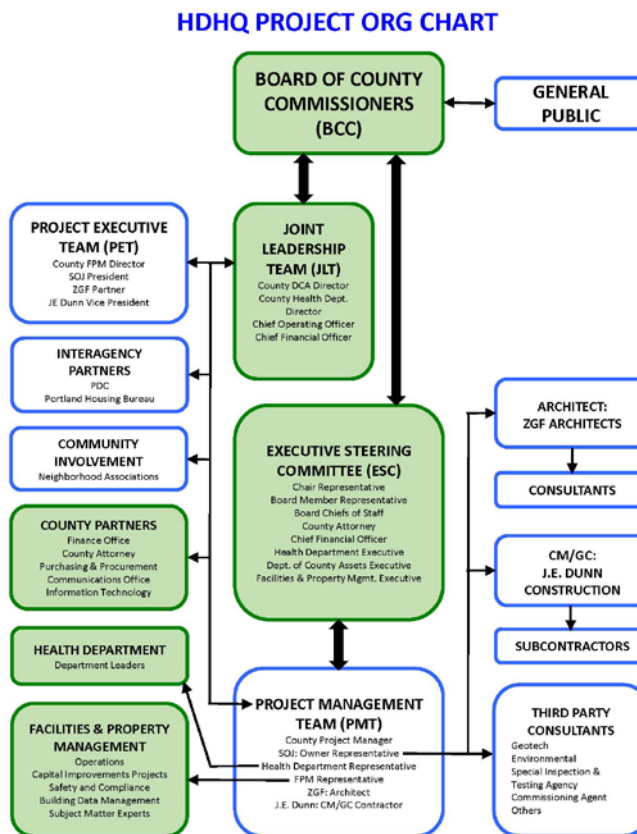 HDHQ PROJECT ORG CHART
BOARD OF COUNTY
COMMISSIONERS
(BCC)
GENERAL
PUBLIC
PROJECT EXECUTIVE
TEAM (PET)
County FPM Director
SOJ President
ZGF Partner
JE Dunn Vice President
JOINT
LEADERSHIP
TEAM (JLT)
County DCA Director
County Health Dept.
Director
Chief Operating Officer
Chief Financial Officer
INTERAGENCY
PARTNERS
PDC
Portland Housing Bureau
COMMUNITY
INVOLVEMENT
Neighborhood Associations
COUNTY PARTNERS
Finance Office
County Attorney
Purchasing & Procurement
Communications Office
Information Technology
HEALTH DEPARTMENT
Department Leaders
FACILITIES & PROPERTY
MANAGEMENT
Operations
Capital Improvements Projects
Safety and Compliance
Building Data Management
Subject Matter Experts
EXECUTIVE STEERING
COMMITTEE (ESC)
Chair Representative
Board Member Representative
Board Chiefs of Staff
County Attorney
Chief Financial Officer
Health Department Executive
Dept. of County Assets Executive
Facilities & Property Mgmt. Executive
PROJECT MANAGEMENT
TEAM (PMT)
County Project Manager
SOJ: Owner Representative
Health Department Representative
FPM Representative
ZGF: Architect
J.E. Dunn: CM/GC Contractor
ARCHITECT:
ZGF ARCHITECTS
CONSULTANTS
CM/GC:
J.E. DUNN
CONSTRUCTION
SUBCONTRACTORS
THIRD PARTY
CONSULTANTS
Geotech
Environmental
Special Inspection &
Testing Agency
Commissioning Agent
Others